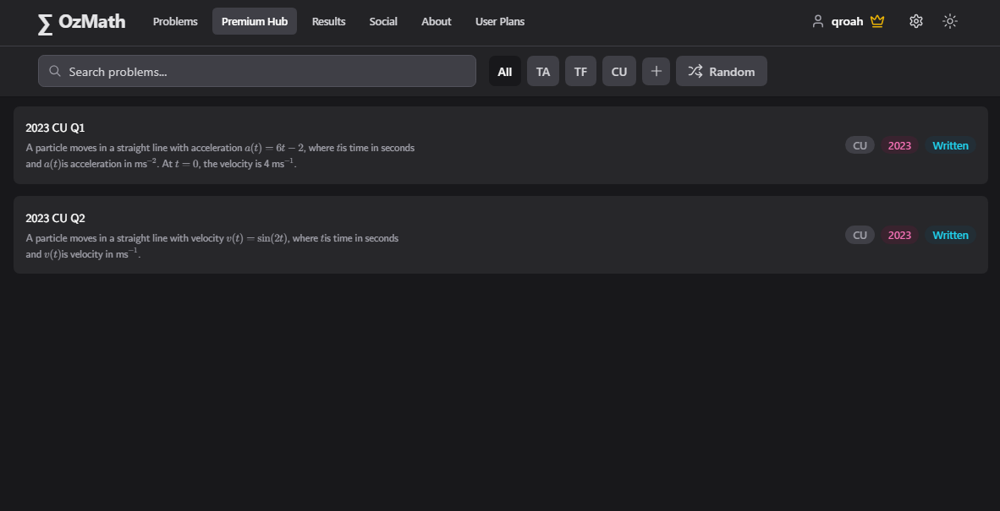 ∑ OzMath
Problems
Premium Hub
Results
Social
About
User Plans
qroah
Search problems...
All
TA
TF
CU
+
Random
2023 CU Q1
A particle moves in a straight line with acceleration a(t) = 6t − 2, where tis time in seconds
and a(t)is acceleration in ms⁻². At t = 0, the velocity is 4 ms⁻¹.
CU
2023
Written
2023 CU Q2
A particle moves in a straight line with velocity v(t) = sin(2t), where tis time in seconds
and v(t)is velocity in ms⁻¹.
CU
2023
Written